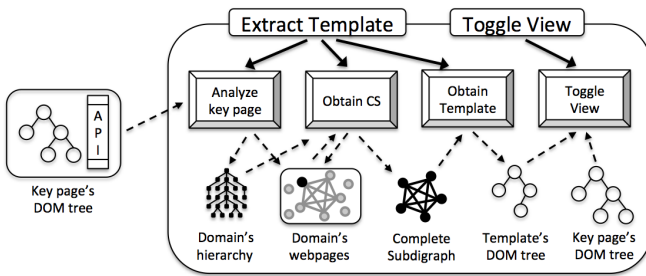 Extract Template
Toggle View
Analyze
key page
Obtain CS
Obtain
Template
Toggle
View
A
P
I
Key page's
DOM tree
Domain's
hierarchy
Domain's
webpages
Complete
Subdigraph
Template's
DOM tree
Key page's
DOM tree